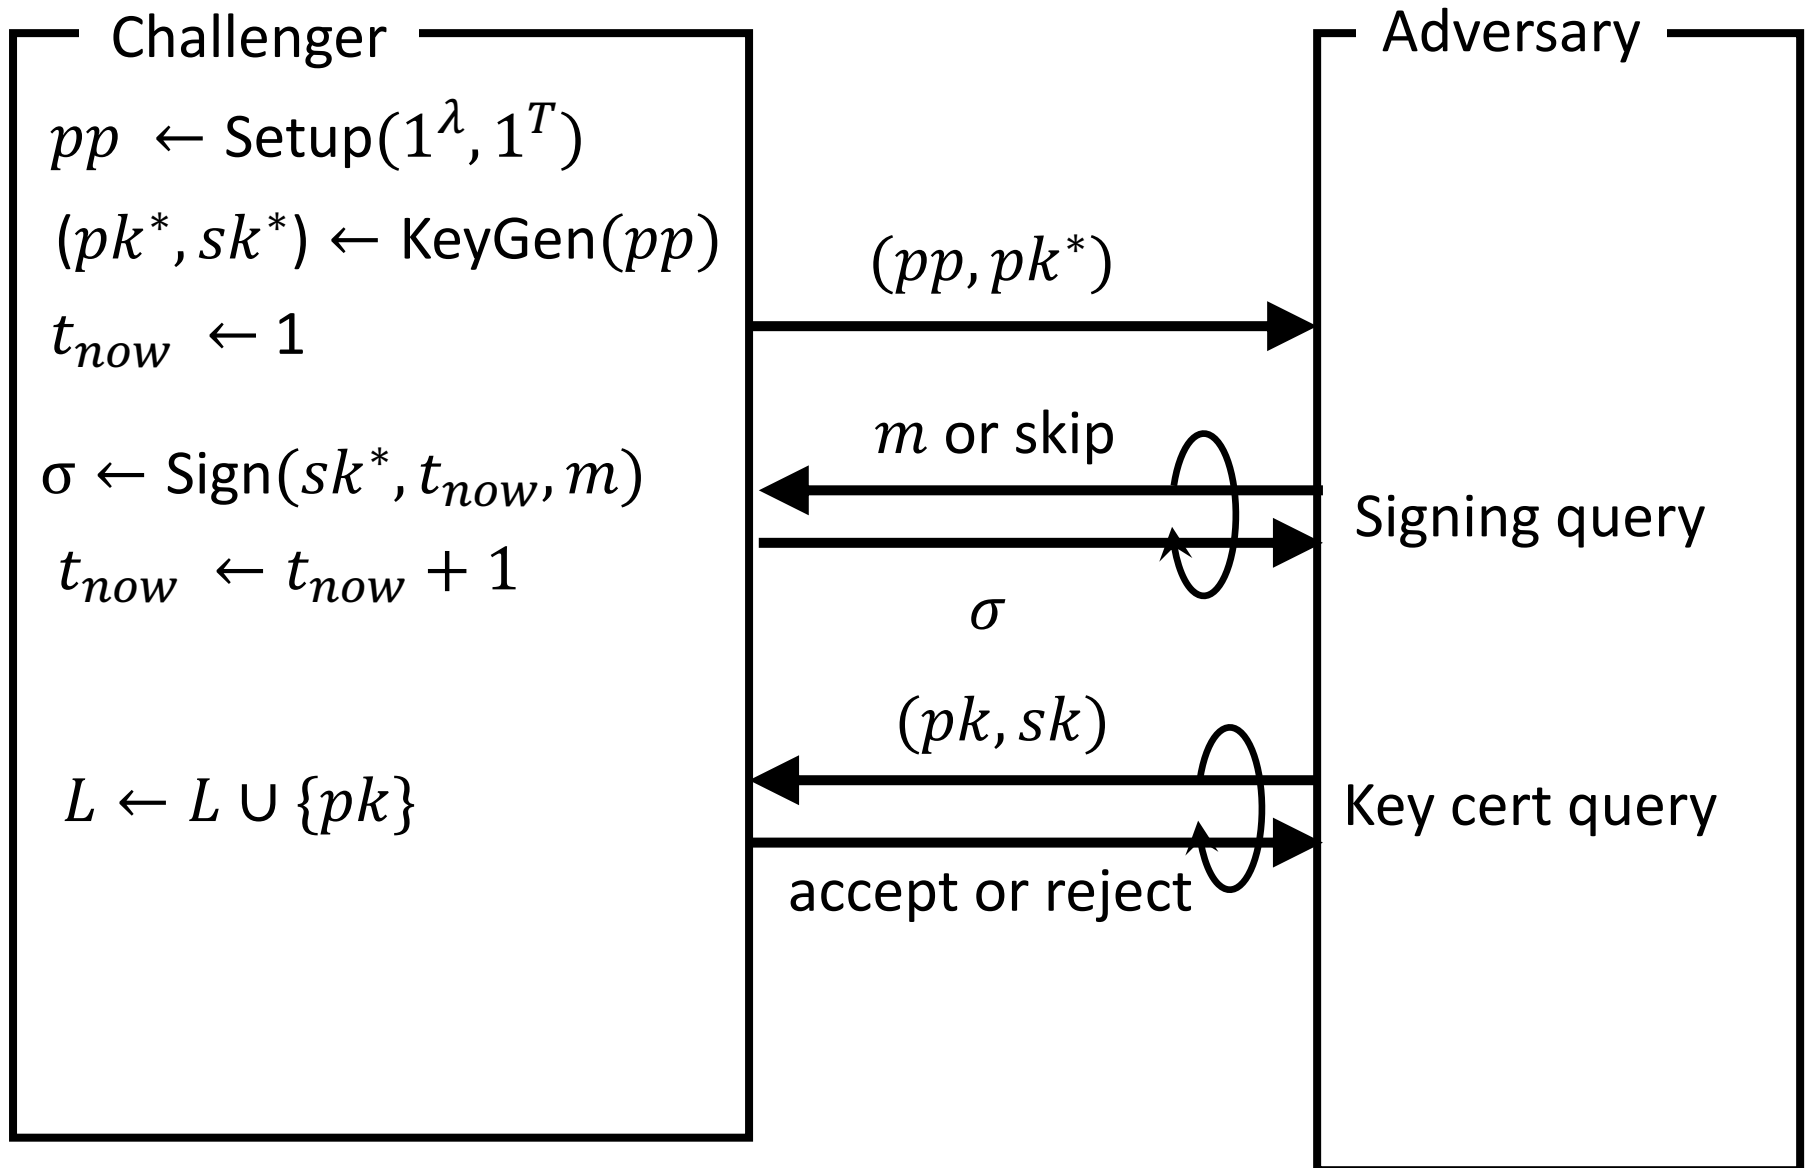 Challenger
Adversary
pp ← Setup(1^λ, 1^T)
(pk*, sk*) ← KeyGen(pp)
(pp, pk*)
t_now ← 1
m or skip
σ ← Sign(sk*, t_now, m)
Signing query
t_now ← t_now + 1
σ
(pk, sk)
L ← L ∪ {pk}
Key cert query
accept or reject